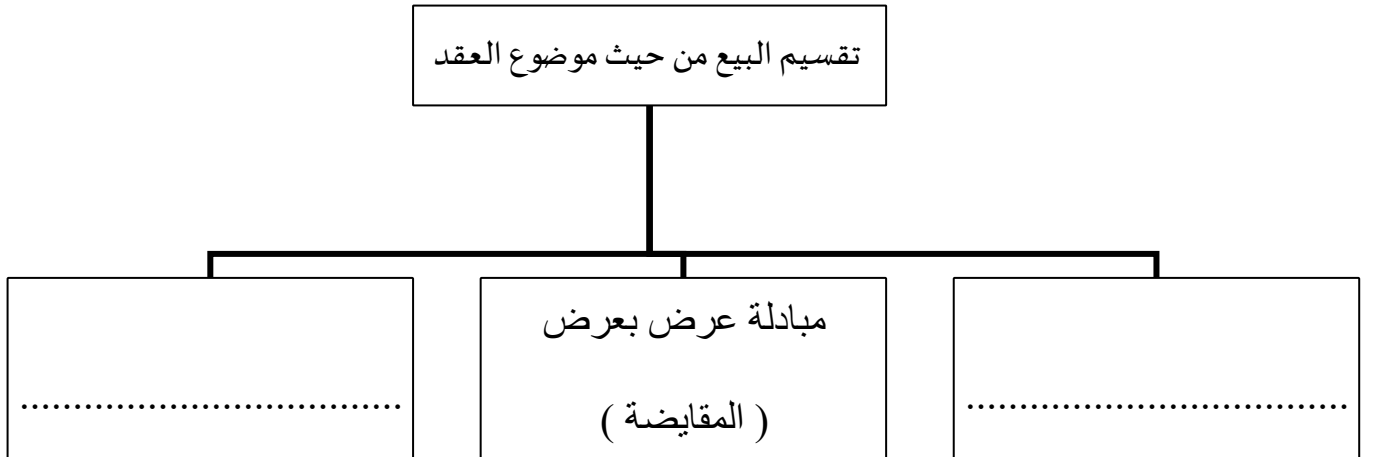 تقسيم البيع من حيث موضوع العقد
...................................
مبادلة عرض بعرض
( المقايضة )
...................................